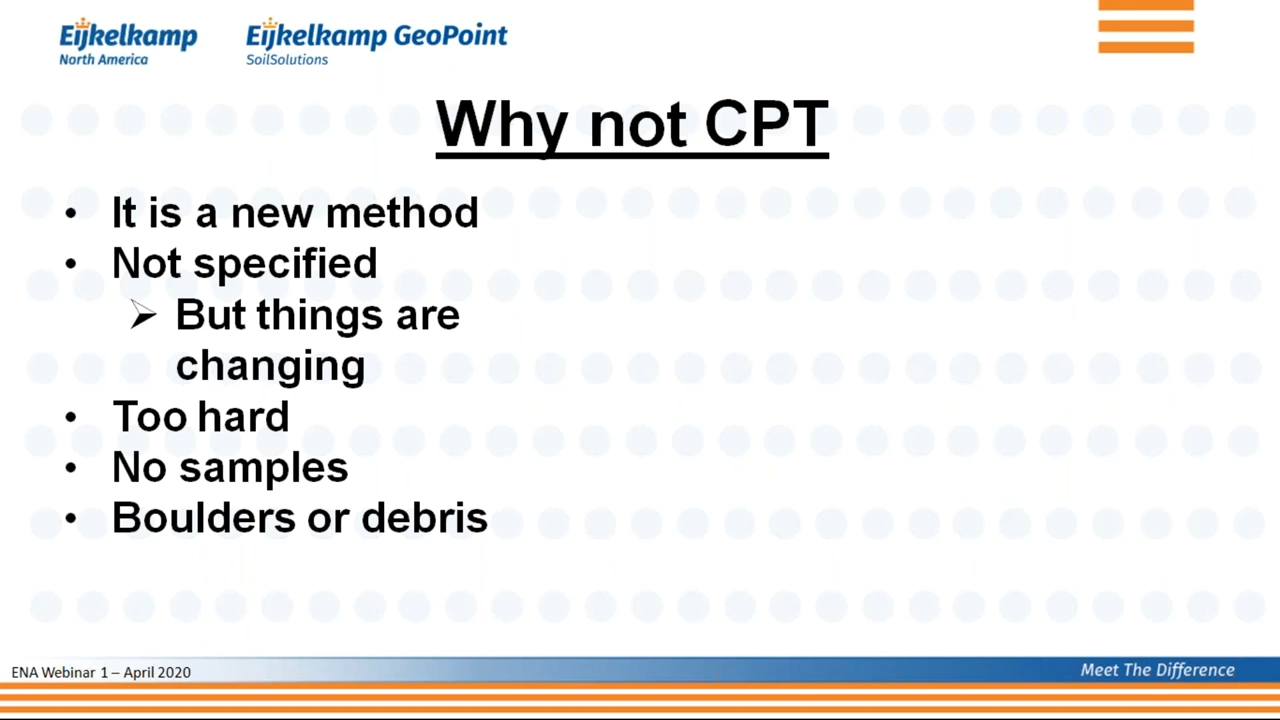 Eijkelkamp
North America
Eijkelkamp GeoPoint
SoilSolutions
Why not CPT
• It is a new method
• Not specified
➢ But things are
changing
• Too hard
• No samples
• Boulders or debris
ENA Webinar 1 – April 2020
Meet The Difference